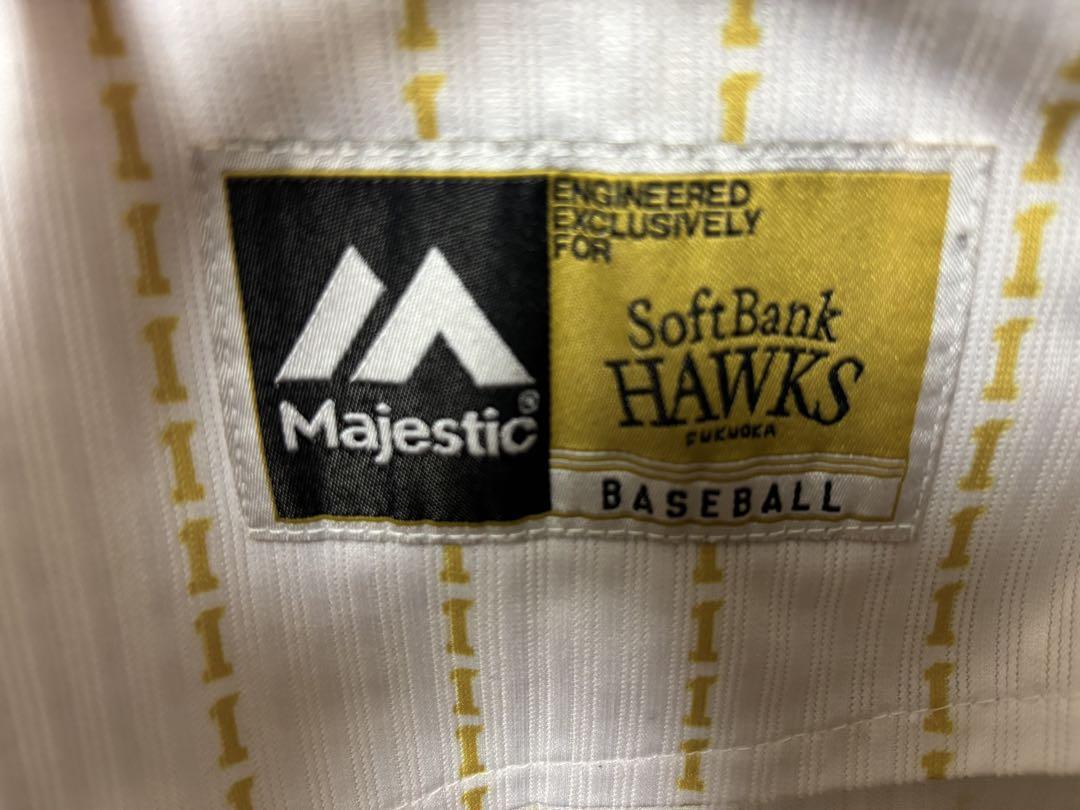 Majestic®
ENGINEERED
EXCLUSIVELY
FOR
SoftBank
HAWKS
FUKUOKA
BASEBALL